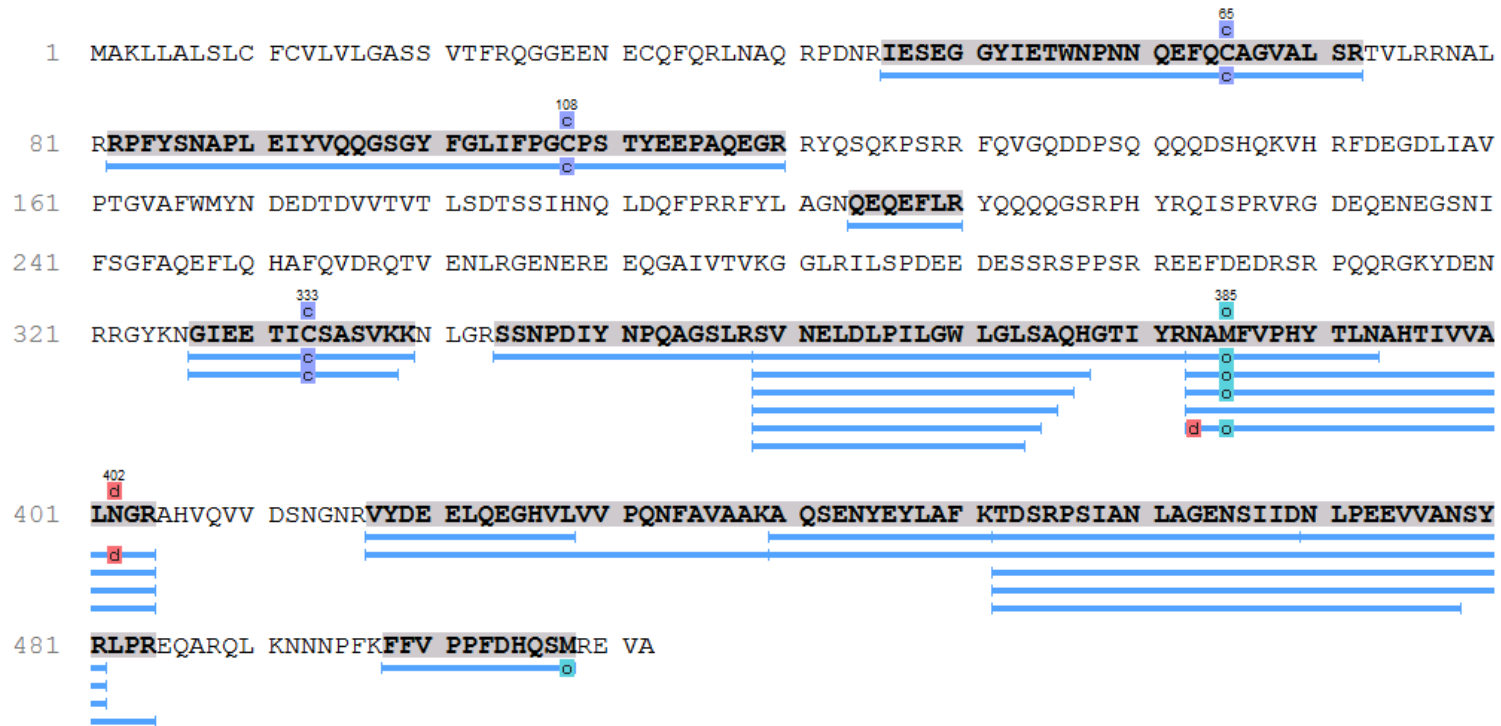 65
c
1 MAKLLALSLC FCVLVLGASS VTFRQGGEEN ECQFQRLNAQ RPDNRIESEG GYIETWNPNN QEFQCAGVAL SRTVLRRNAL
c
108
c
81 RRPFYSNAPL EIYVQQGSGY FGLIFPGCPS TYEEPAQEGR RYQSQKPSRR FQVGQDDPSQ QQQDSHQKVH RFDEGDLIAV
c
161 PTGVAFWMYN DEDTDVVTVT LSDTSSIHNQ LDQFPRRFYL AGNQEQEFLR YQQQQGSRPH YRQISPRVRG DEQENEGSNI
241 FSGFAQEFLQ HAFQVDRQTV ENLRGENERE EQGAIVTVKG GLRILSPDEE DESSRSPPSR REEFDEDRSR PQQRGKYDEN
333 385
c o
321 RRGYKNGIEE TICSASVKKN LGRSSNPDIY NPQAGSLRSV NELDLPILGW LGLSAQHGTI YRNAMFVPHY TLNAHTIVVA
c o
c o
o
d o
402
d
401 LNGRAHVQVV DSNGNRVYDE ELQEGHVLVV PQNFAVAAKA QSENYEYLAF KTDSRPSIAN LAGENSIIDN LPEEVVANSY
d
481 RLPREQARQL KNNNPFKFFV PPFDHQSMRE VA
o